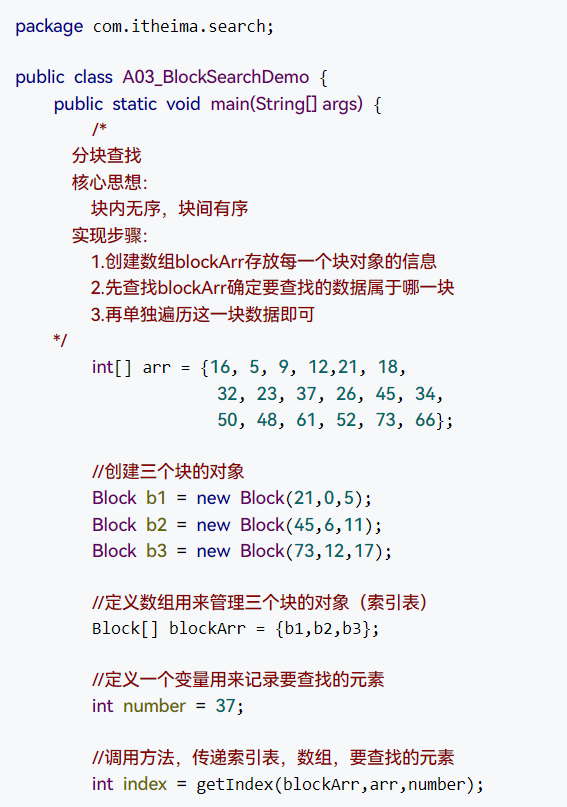 package com.itheima.search;
public class A03_BlockSearchDemo {
public static void main(String[] args) {
/*
分块查找
核心思想：
块内无序，块间有序
实现步骤：
1.创建数组blockArr存放每一个块对象的信息
2.先查找blockArr确定要查找的数据属于哪一块
3.再单独遍历这一块数据即可
*/
int[] arr = {16, 5, 9, 12,21, 18,
32, 23, 37, 26, 45, 34,
50, 48, 61, 52, 73, 66};
//创建三个块的对象
Block b1 = new Block(21,0,5);
Block b2 = new Block(45,6,11);
Block b3 = new Block(73,12,17);
//定义数组用来管理三个块的对象（索引表）
Block[] blockArr = {b1,b2,b3};
//定义一个变量用来记录要查找的元素
int number = 37;
//调用方法，传递索引表，数组，要查找的元素
int index = getIndex(blockArr,arr,number);